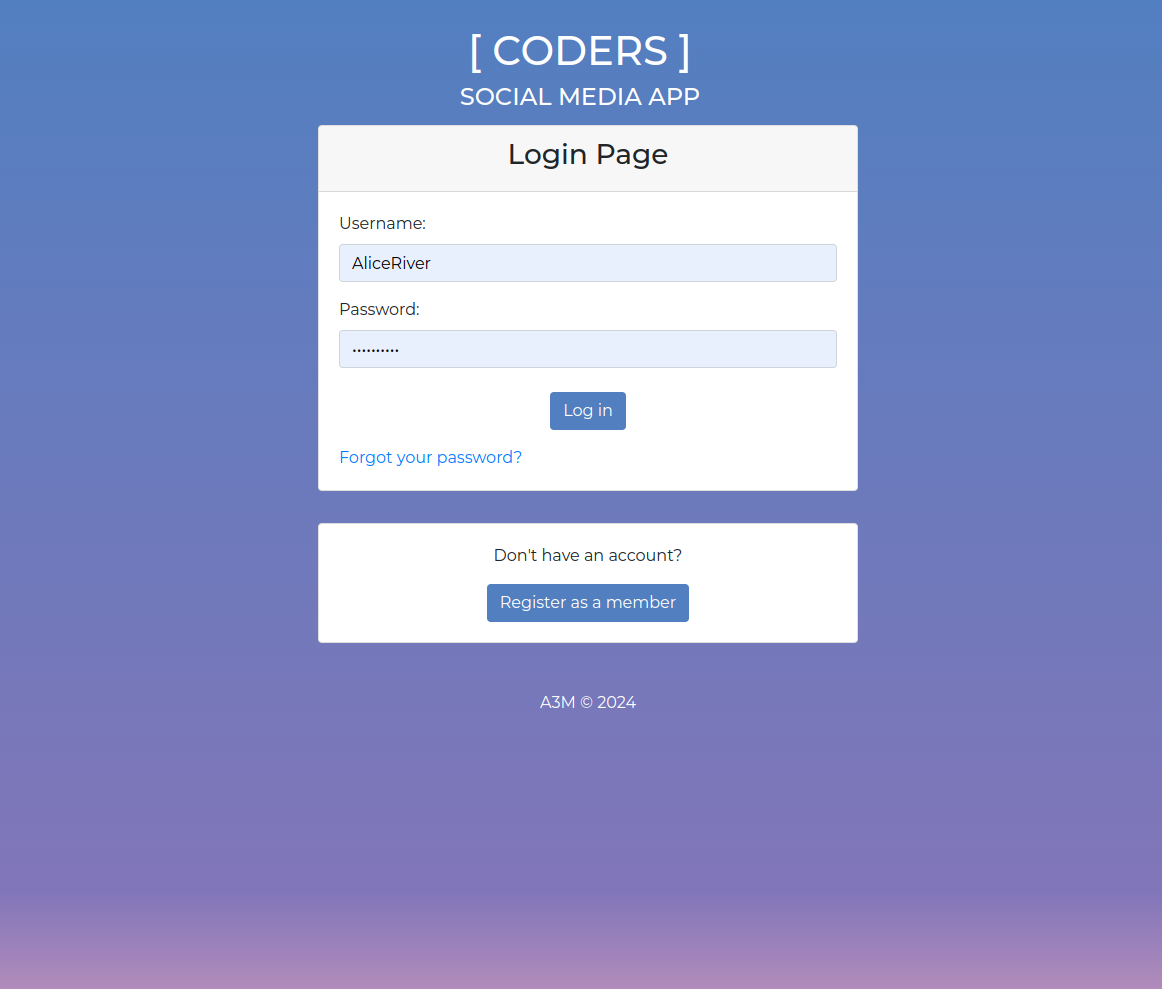 [ CODERS ]
SOCIAL MEDIA APP
Login Page
Username:
AliceRiver
Password:
••••••••••
Log in
Forgot your password?
Don't have an account?
Register as a member
A3M © 2024